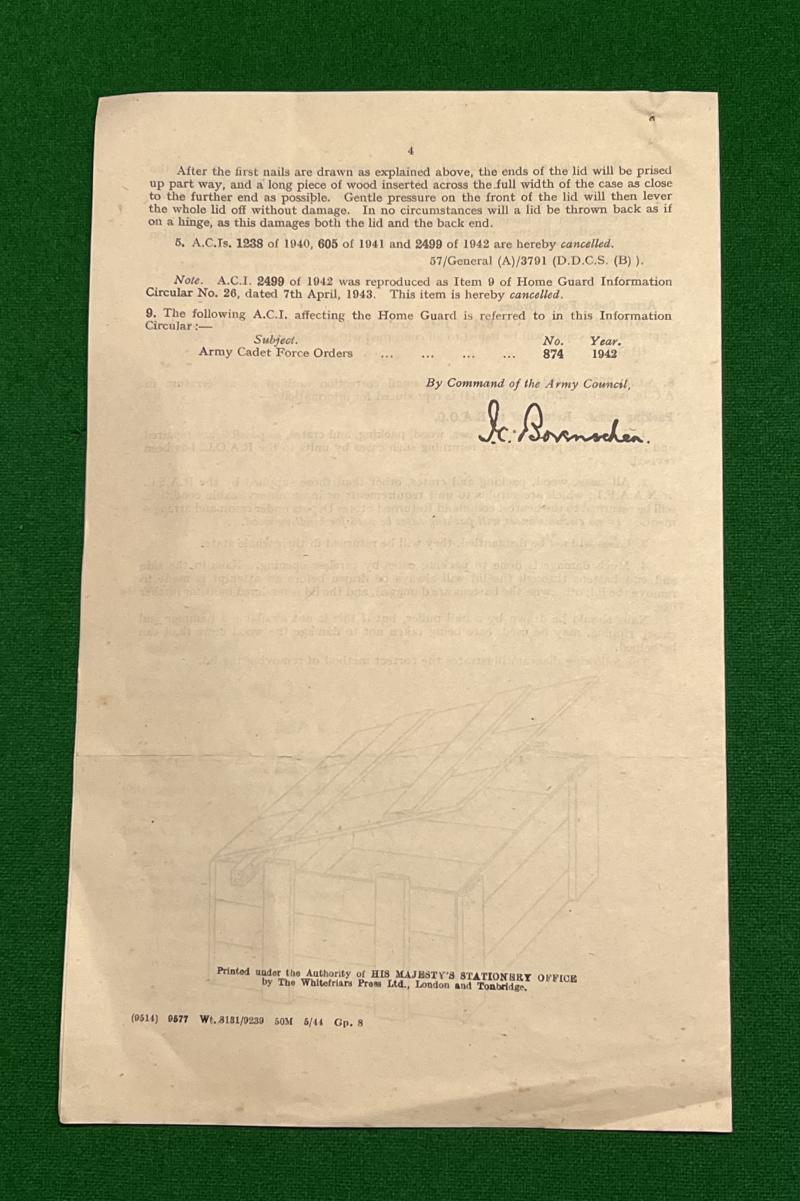 4
After the first nails are drawn as explained above, the ends of the lid will be prised
up part way, and a long piece of wood inserted across the full width of the case as close
to the further end as possible. Gentle pressure on the front of the lid will then lever
the whole lid off without damage. In no circumstances will a lid be thrown back as if
on a hinge, as this damages both the lid and the back end.
5. A.C.Is. 1238 of 1940, 605 of 1941 and 2499 of 1942 are hereby cancelled.
57/General (A)/3791 (D.D.C.S. (B) ).
Note. A.C.I. 2499 of 1942 was reproduced as Item 9 of Home Guard Information
Circular No. 26, dated 7th April, 1943. This item is hereby cancelled.
9. The following A.C.I. affecting the Home Guard is referred to in this Information
Circular :—
Subject. No. Year.
Army Cadet Force Orders ... ... ... ... 874 1942
By Command of the Army Council,
Printed under the Authority of HIS MAJESTY'S STATIONERY OFFICE
by The Whitefriars Press Ltd., London and Tonbridge.
(9514) 9577 Wt. 8131/9239 50M 5/44 Gp. 8